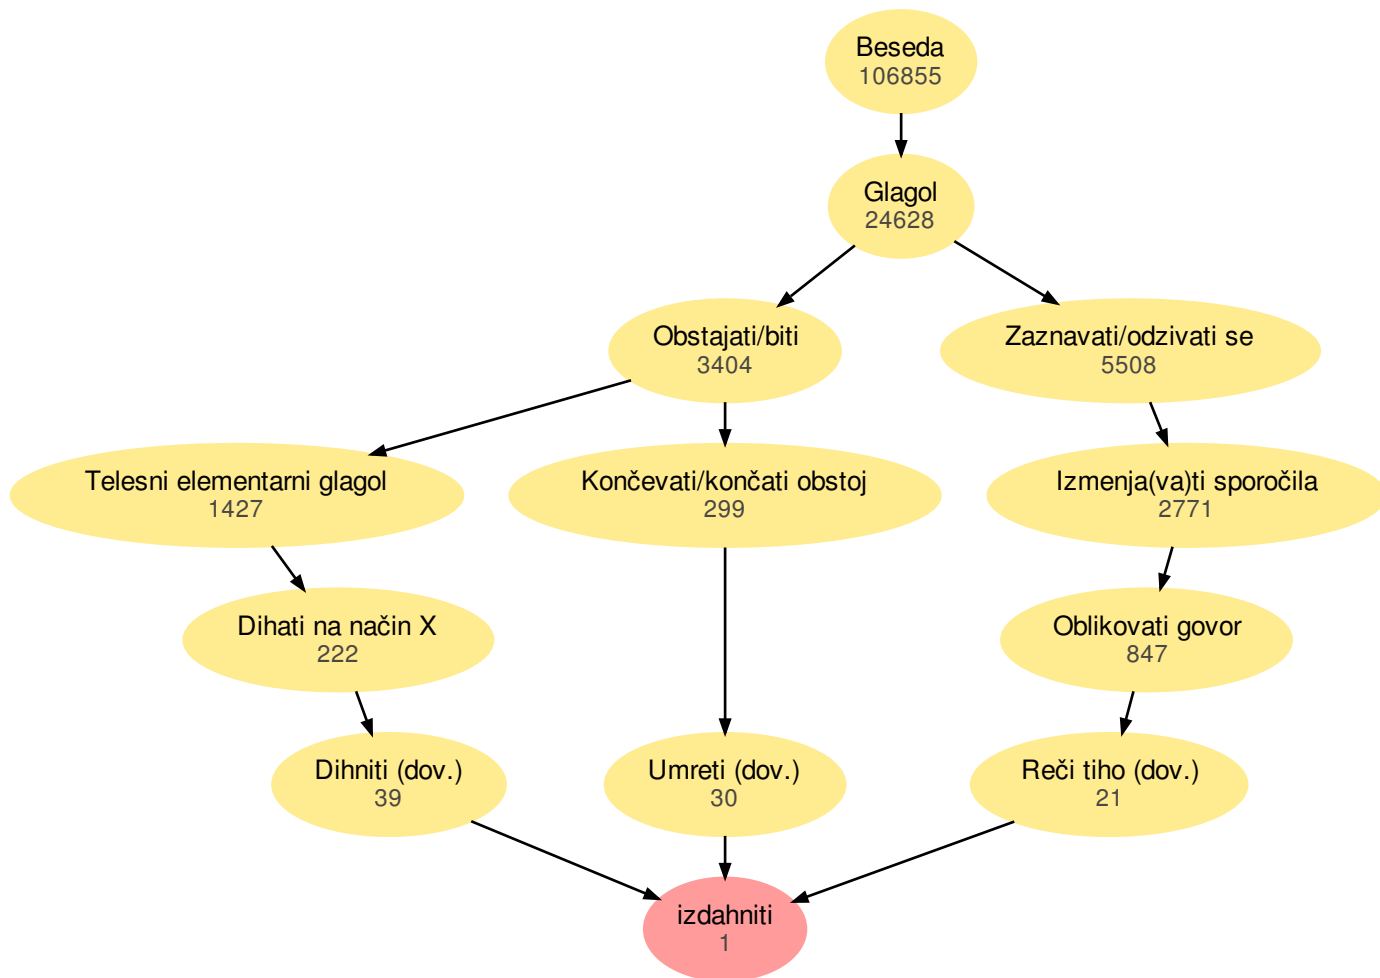 Beseda
106855
Glagol
24628
Obstajati/biti
3404
Zaznavati/odzivati se
5508
Telesni elementarni glagol
1427
Končevati/končati obstoj
299
Izmenja(va)ti sporočila
2771
Dihati na način X
222
Oblikovati govor
847
Dihniti (dov.)
39
Umreti (dov.)
30
Reči tiho (dov.)
21
izdahniti
1